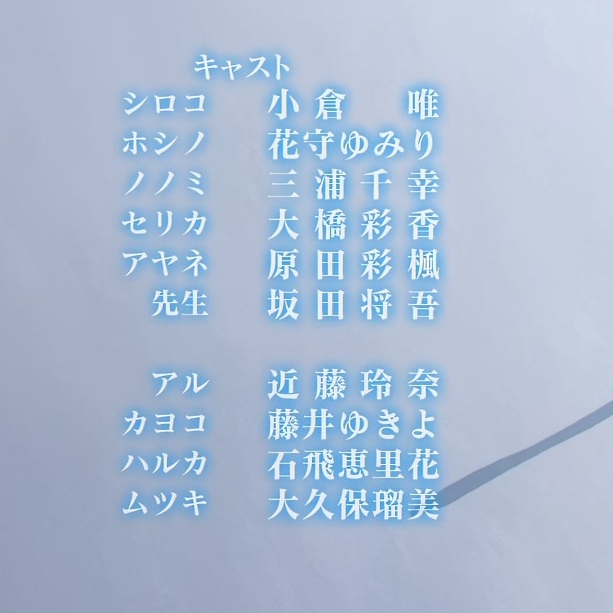 キャスト
シロコ 小倉 唯
ホシノ 花守ゆみり
ノノミ 三浦千幸
セリカ 大橋彩香
アヤネ 原田彩楓
先生 坂田将吾
アル 近藤玲奈
カヨコ 藤井ゆきよ
ハルカ 石飛恵里花
ムツキ 大久保瑠美